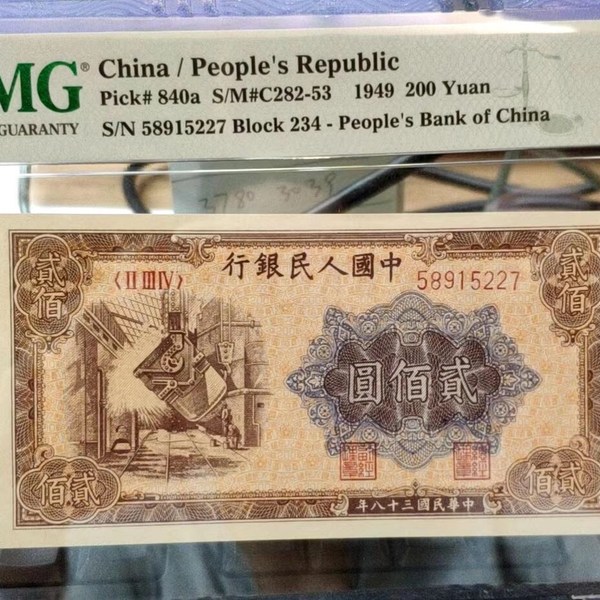 MG® China / People's Republic
Pick# 840a S/M#C282-53 1949 200 Yuan
GUARANTY S/N 58915227 Block 234 - People's Bank of China
3780 3039
行銀民人國中
〈II III IV〉 58915227
貳佰 貳佰
圓佰貳
佰貳 佰貳
年八十三國民華中